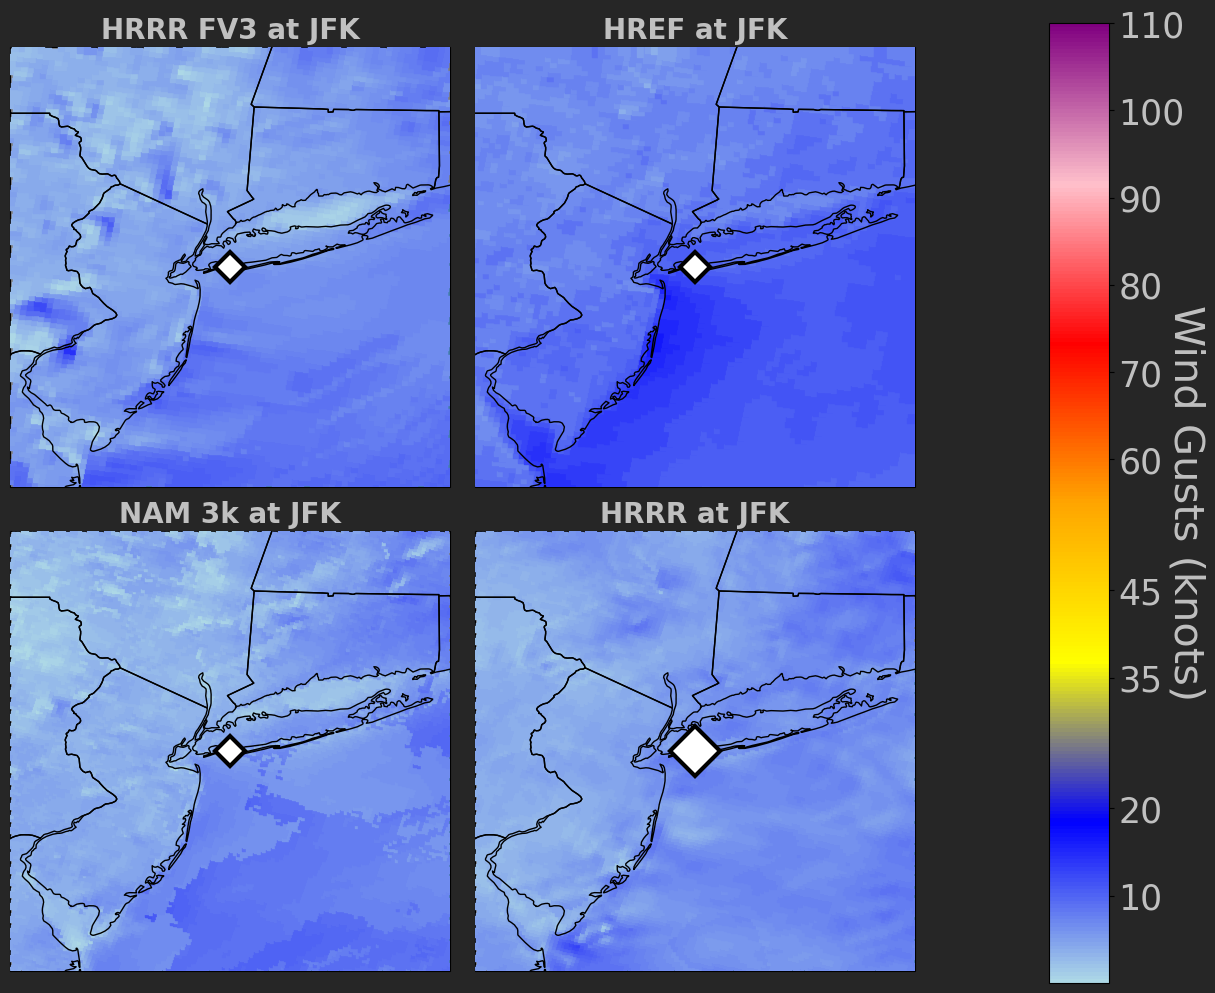 HRRR FV3 at JFK
HREF at JFK
NAM 3k at JFK
HRRR at JFK
110
100
90
80
70
60
45
35
20
10
Wind Gusts (knots)